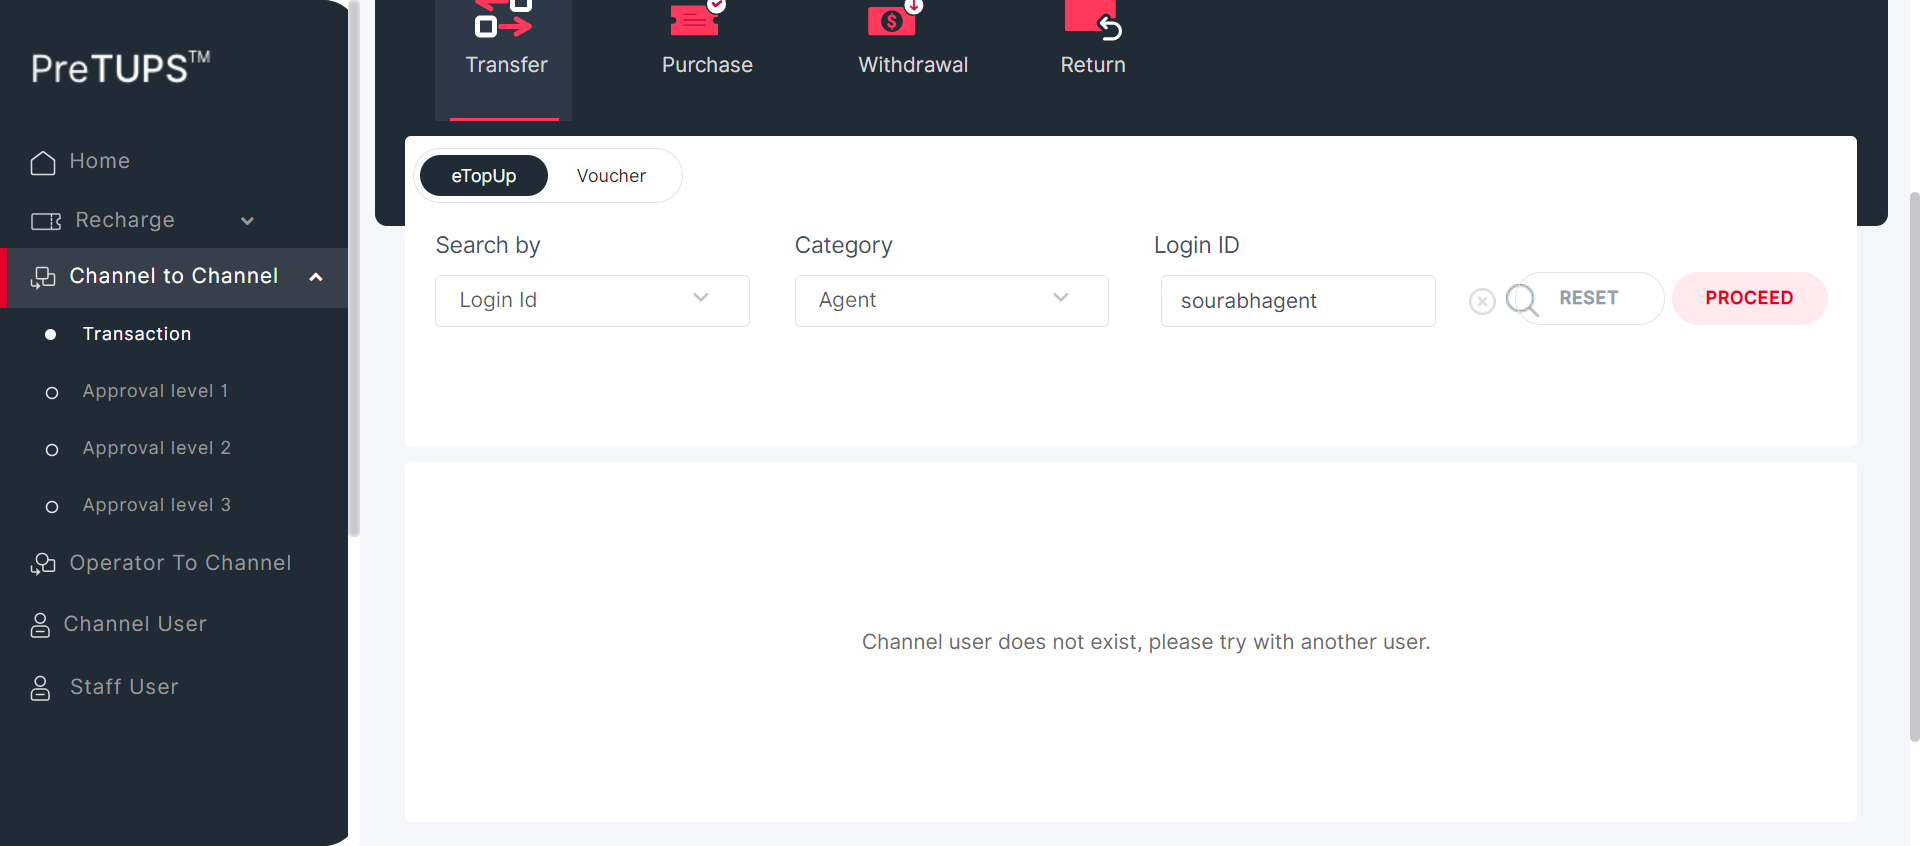 PreTUPS™
Home
Recharge
Channel to Channel
Transaction
Approval level 1
Approval level 2
Approval level 3
Operator To Channel
Channel User
Staff User
Transfer
Purchase
Withdrawal
Return
eTopUp
Voucher
Search by
Category
Login ID
Login Id
Agent
sourabhagent
RESET
PROCEED
Channel user does not exist, please try with another user.